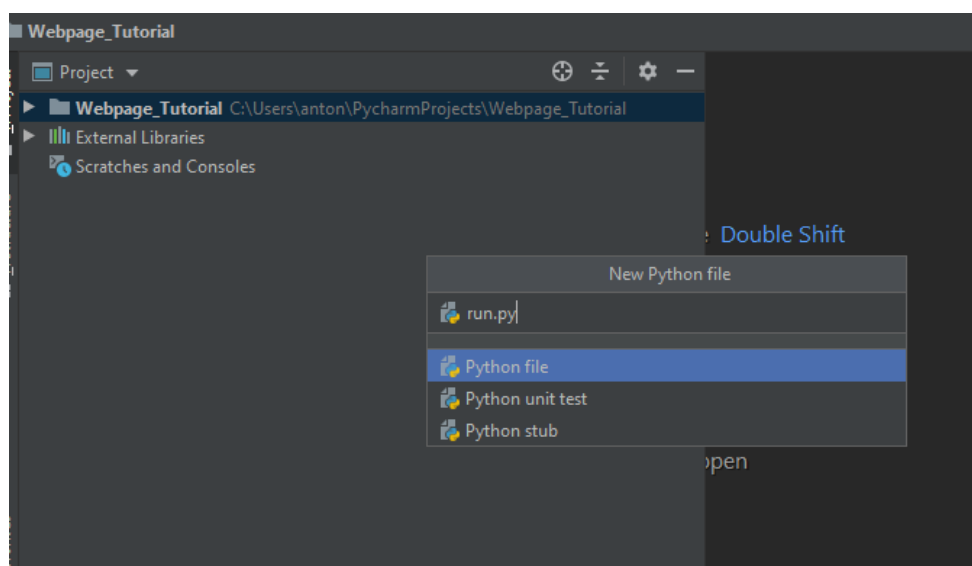 Webpage_Tutorial
Project
Webpage_Tutorial C:\Users\anton\PycharmProjects\Webpage_Tutorial
External Libraries
Scratches and Consoles
Double Shift
New Python file
run.py
Python file
Python unit test
Python stub
open